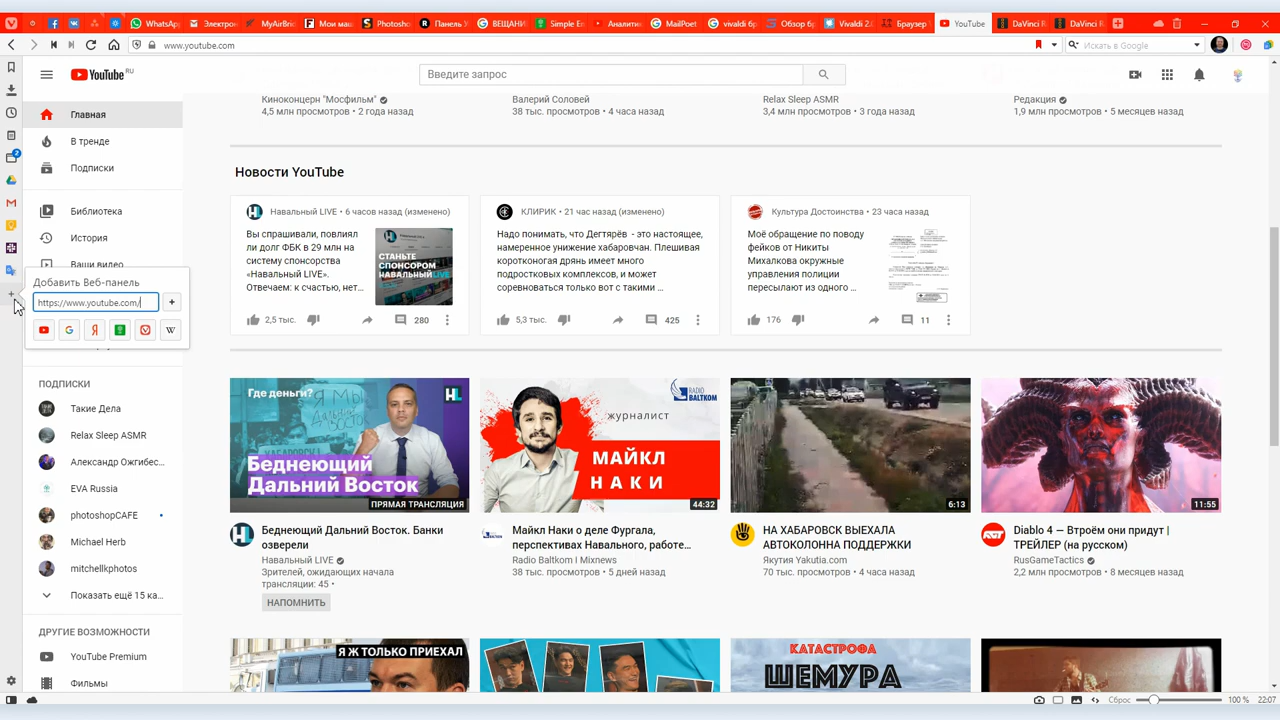 WhatsApp
Электрон
MyAirBri
Мои маш
Photosho
Панель У
ВЕЩАНИ
Simple En
Аналити
MailPoet
vivaldi бр
Обзор бр
Vivaldi 2.
Браузер V
YouTube
DaVinci R
DaVinci R
www.youtube.com
Искать в Google
YouTube RU
Введите запрос
Главная
В тренде
Подписки
Библиотека
История
Ваши видео
Добавить Веб-панель
https://www.youtube.com/
ПОДПИСКИ
Такие Дела
Relax Sleep ASMR
Александр Ожгибес...
EVA Russia
photoshopCAFE
Michael Herb
mitchellkphotos
Показать ещё 15 ка...
ДРУГИЕ ВОЗМОЖНОСТИ
YouTube Premium
Фильмы
Киноконцерн "Мосфильм"
4,5 млн просмотров • 2 года назад
Валерий Соловей
38 тыс. просмотров • 4 часа назад
Relax Sleep ASMR
3,4 млн просмотров • 3 года назад
Редакция
1,9 млн просмотров • 5 месяцев назад
Новости YouTube
Навальный LIVE • 6 часов назад (изменено)
Вы спрашивали, повлиял
ли долг ФБК в 29 млн на
систему спонсорства
«Навальный LIVE».
Отвечаем: к счастью, нет...
СТАНЬТЕ
СПОНСОРОМ
НАВАЛЬНЫЙ
LIVE
2,5 тыс.
280
КЛИРИК • 21 час назад (изменено)
Надо понимать, что Дегтярёв - это настоящее,
намеренное унижение хабаровчан. Плешивая
коротконогая дрянь имеет много
подростковых комплексов, и может
соревноваться только вот с такими ...
5,3 тыс.
425
Культура Достоинства • 23 часа назад
Моё обращение по поводу
фейков от Никиты
Михалкова окружные
управления полиции
пересылают от одного к...
176
11
Где деньги?
Беднеющий
Дальний Восток
ПРЯМАЯ ТРАНСЛЯЦИЯ
RADIO
BALTKOM
журналист
МАЙКЛ
НАКИ
44:32
6:13
11:55
Беднеющий Дальний Восток. Банки
озверели
Навальный LIVE
Зрителей, ожидающих начала
трансляции: 45 •
НАПОМНИТЬ
Майкл Наки о деле Фургала,
перспективах Навального, работе...
Radio Baltkom l Mixnews
38 тыс. просмотров • 5 дней назад
НА ХАБАРОВСК ВЫЕХАЛА
АВТОКОЛОННА ПОДДЕРЖКИ
Якутия Yakutia.com
70 тыс. просмотров • 4 часа назад
Diablo 4 — Втроём они придут |
ТРЕЙЛЕР (на русском)
RusGameTactics
2,2 млн просмотров • 8 месяцев назад
Я Ж ТОЛЬКО ПРИЕХАЛ
КАТАСТРОФА
ШЕМУРА
Сброс
100 %
22:07